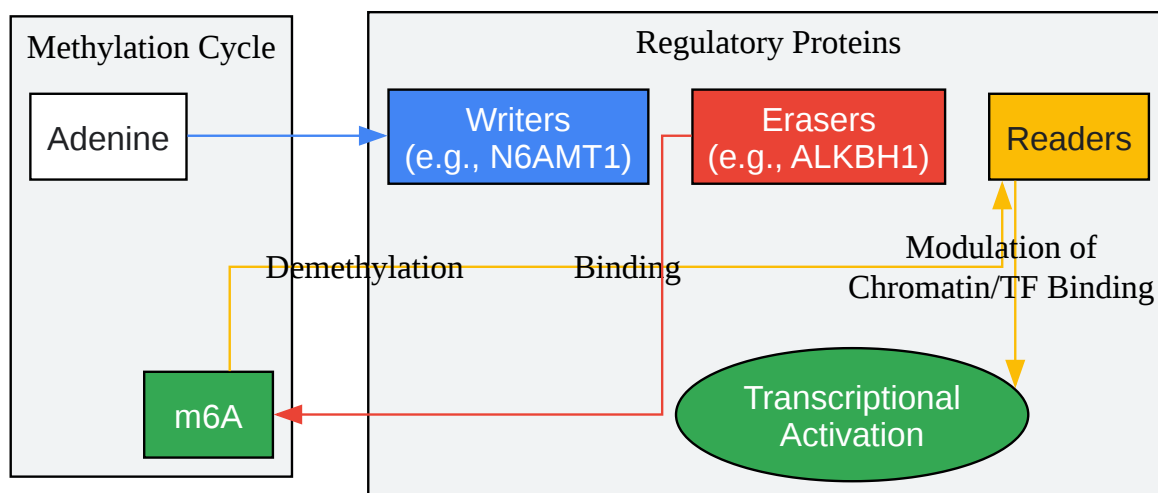 Methylation Cycle
Regulatory Proteins
Adenine
Writers
(e.g., N6AMT1)
Erasers
(e.g., ALKBH1)
Readers
Demethylation
Binding
Modulation of
Chromatin/TF Binding
m6A
Transcriptional
Activation